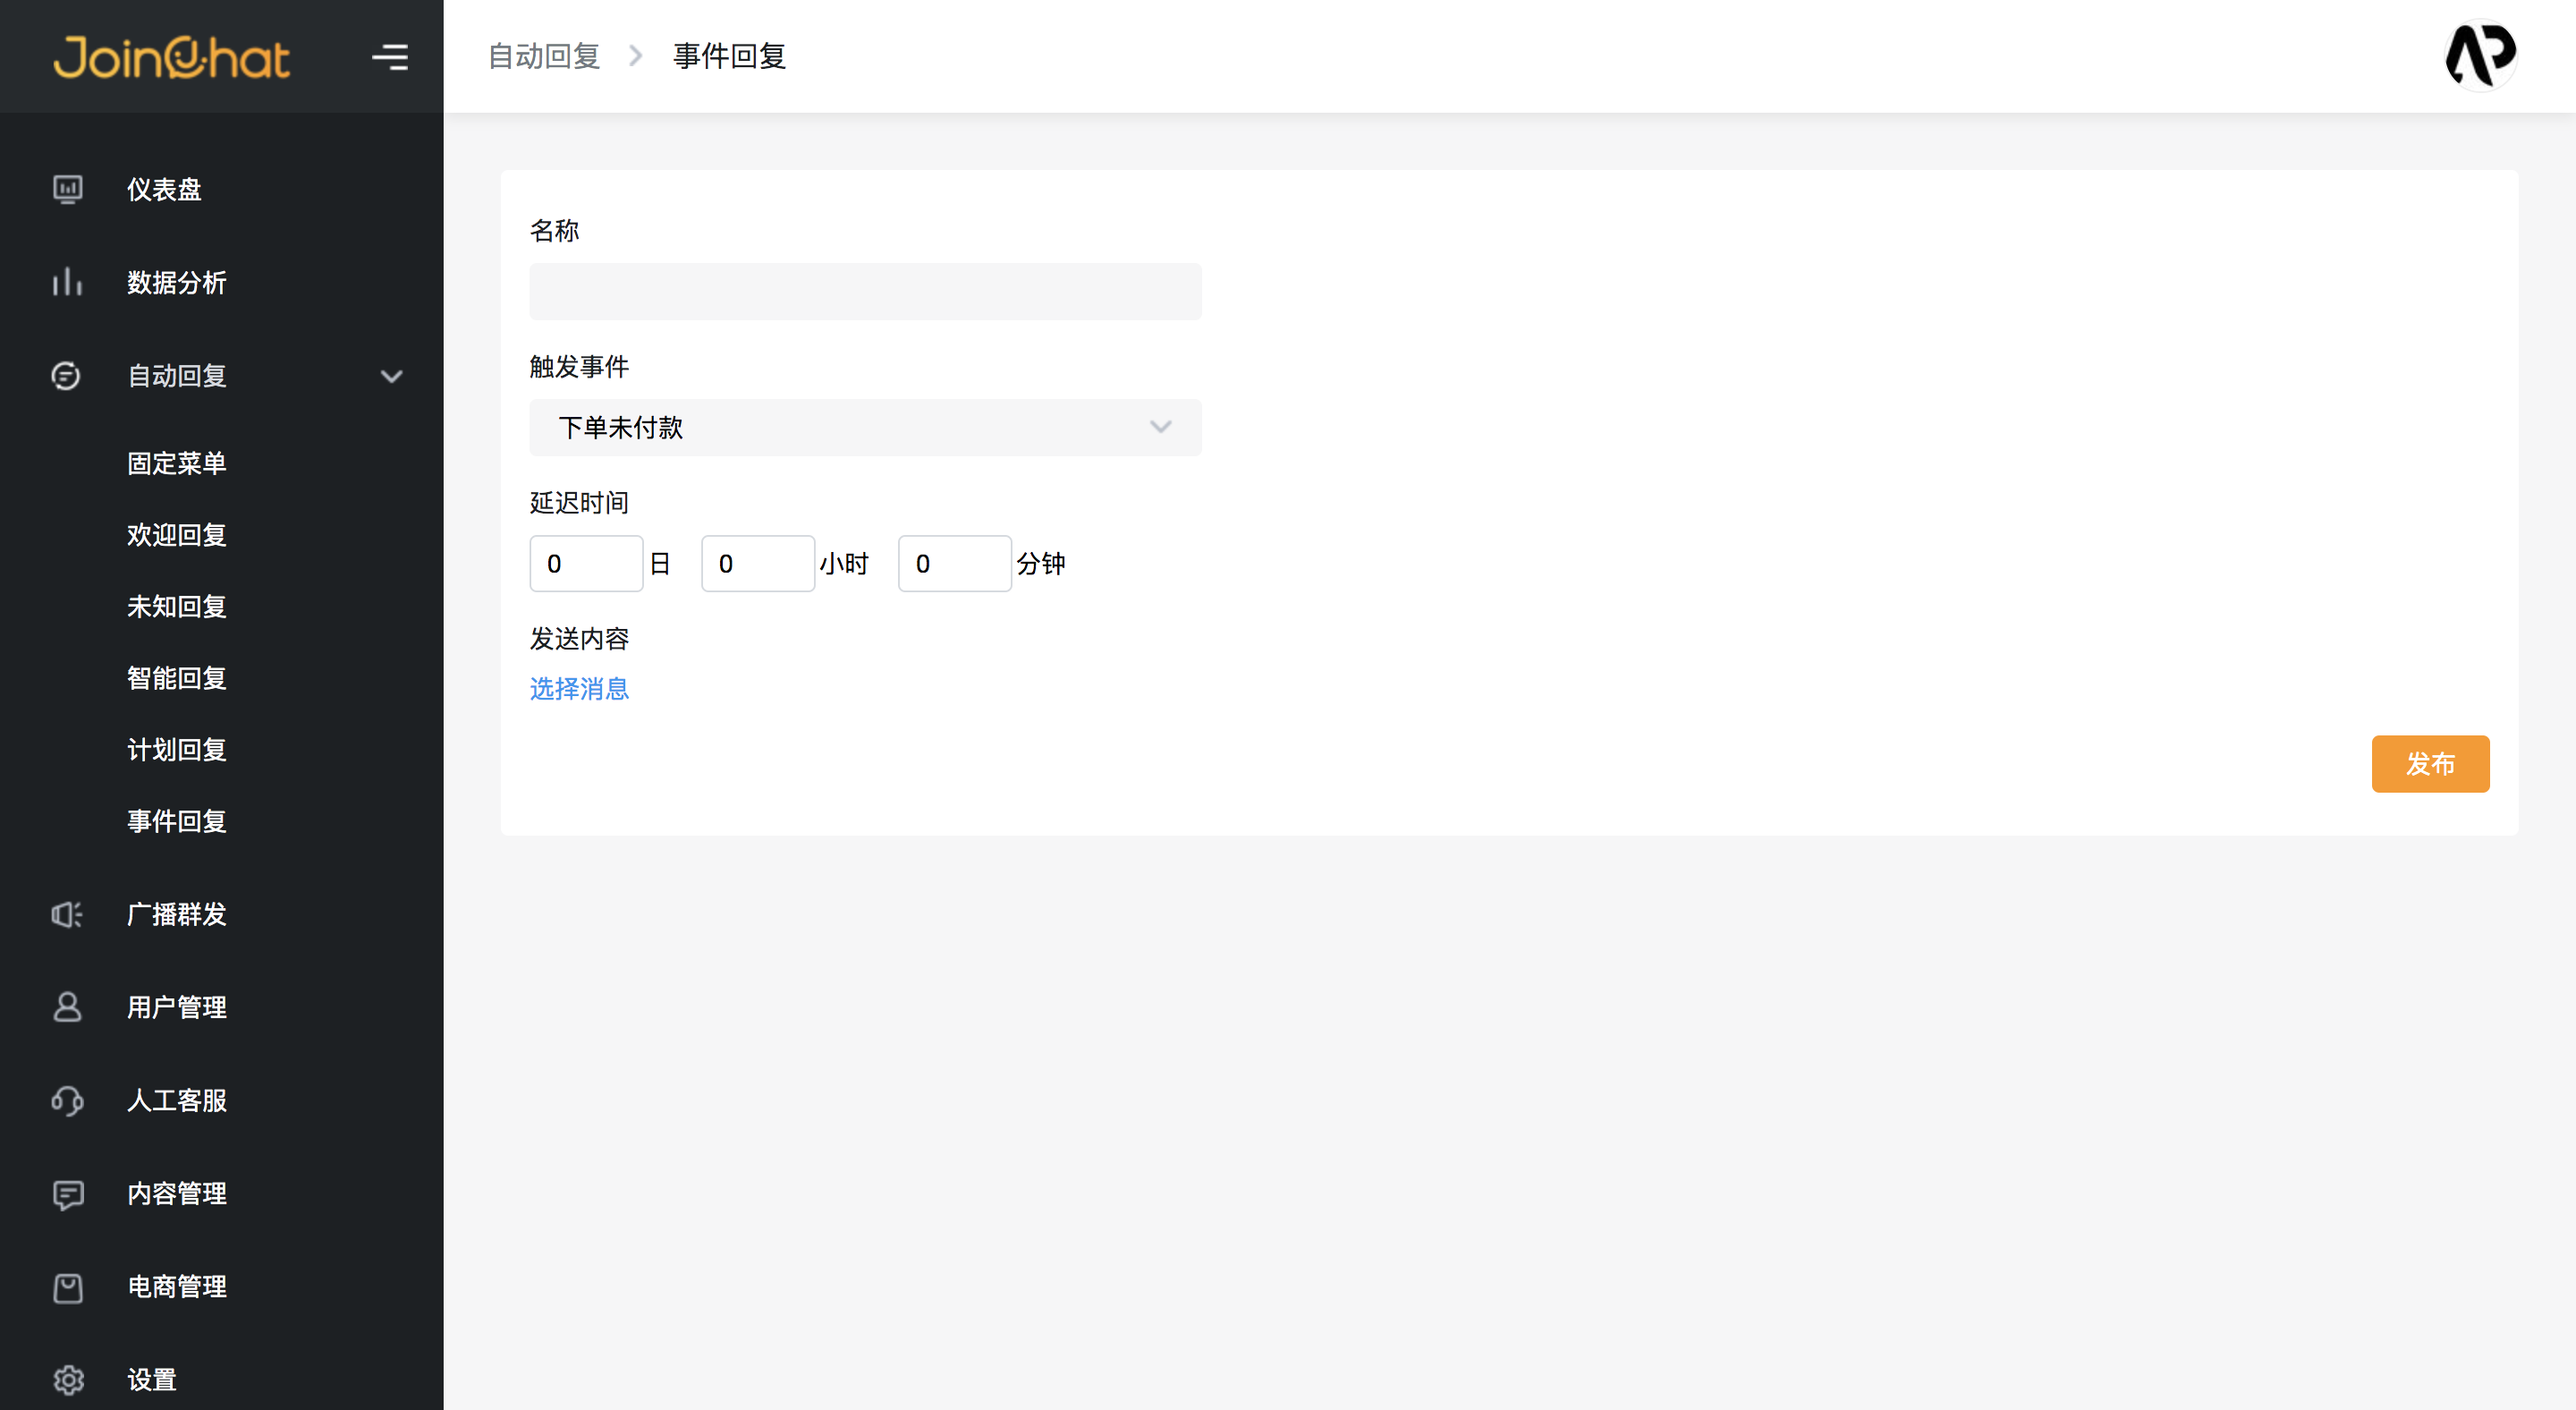 JoinChat
自动回复 > 事件回复
仪表盘
数据分析
自动回复
固定菜单
欢迎回复
未知回复
智能回复
计划回复
事件回复
广播群发
用户管理
人工客服
内容管理
电商管理
设置
AP
名称
触发事件
下单未付款
延迟时间
0 日 0 小时 0 分钟
发送内容
选择消息
发布